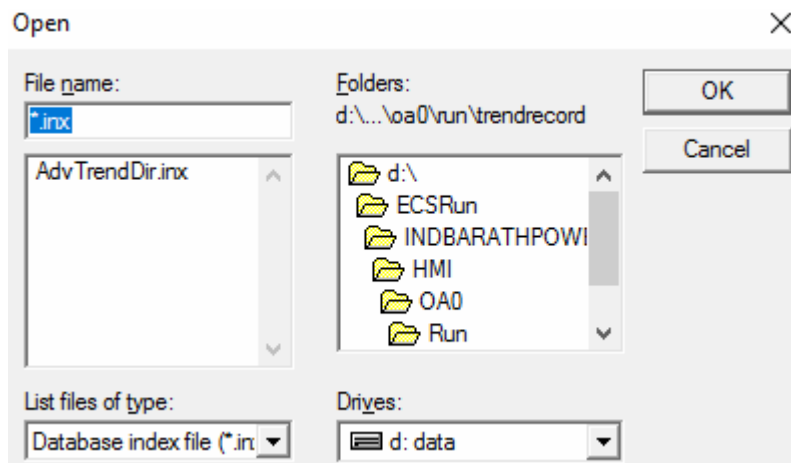 Open
File name:
*.inx
AdvTrendDir.inx
List files of type:
Database index file (*.in
Folders:
d:\...\oa0\run\trendrecord
d:\
ECSRun
INDBARATHPOWE
HMI
OA0
Run
Drives:
d: data
OK
Cancel